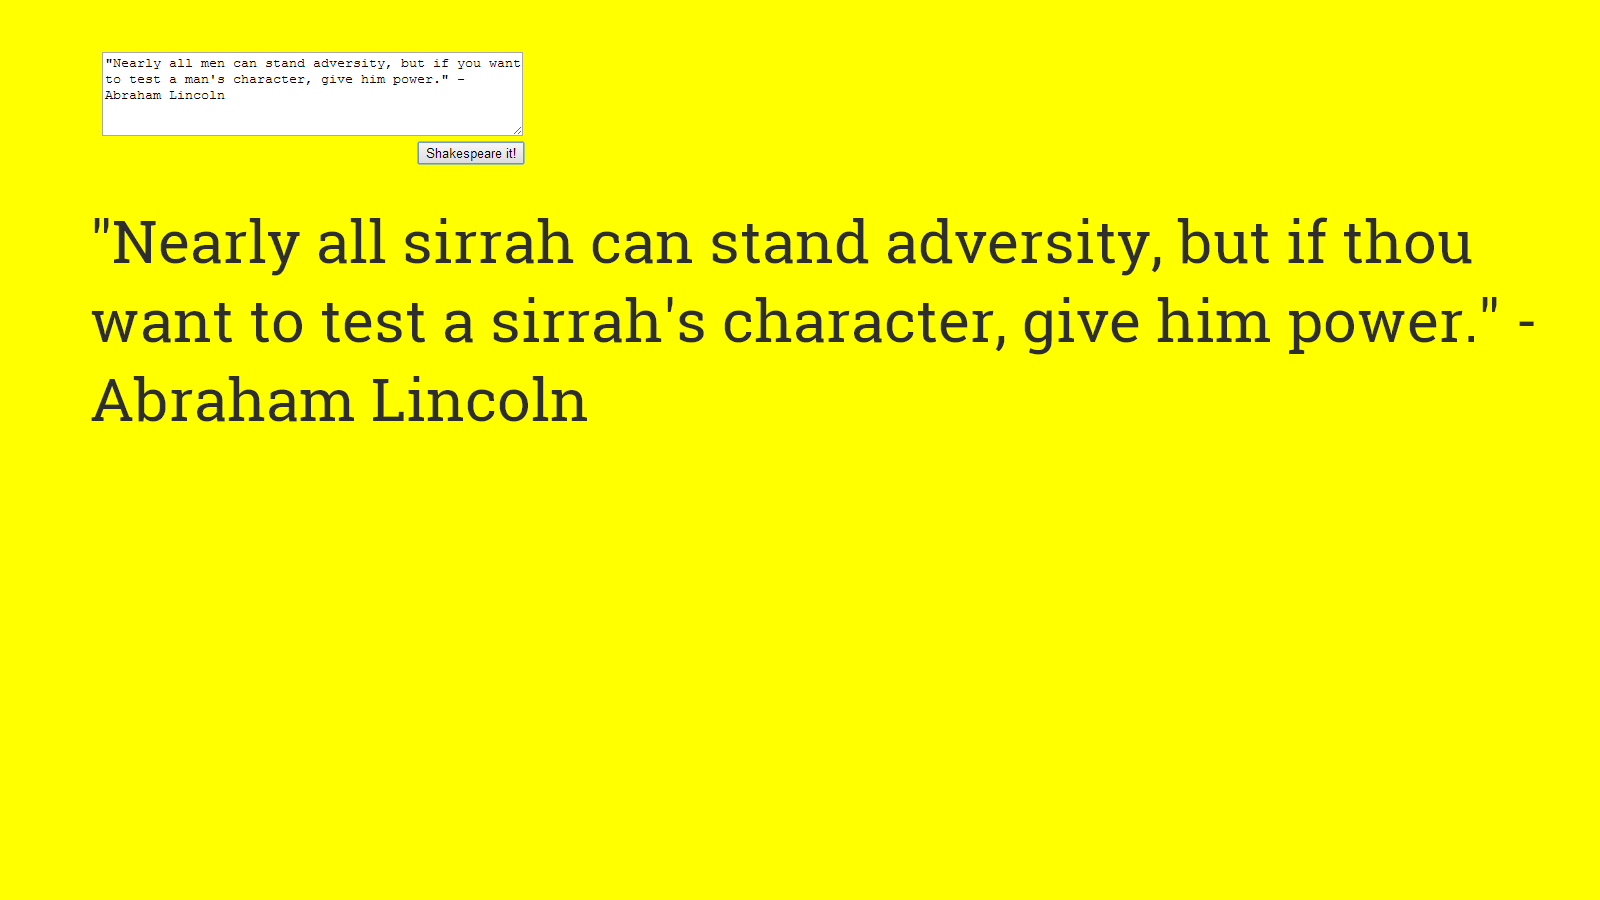 "Nearly all men can stand adversity, but if you want
to test a man's character, give him power." -
Abraham Lincoln
Shakespeare it!
"Nearly all sirrah can stand adversity, but if thou
want to test a sirrah's character, give him power." -
Abraham Lincoln